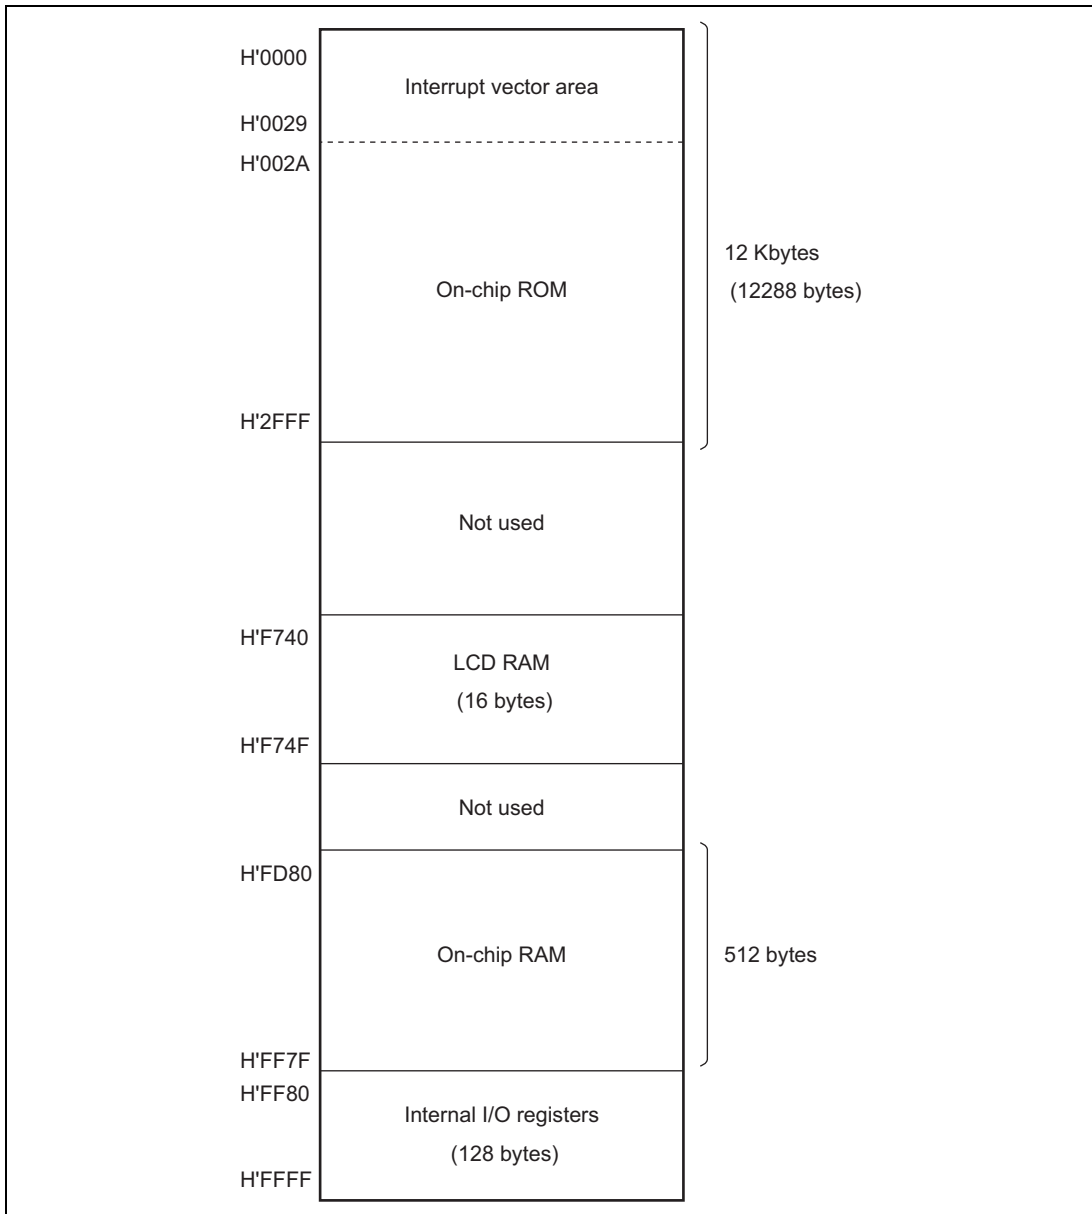 H'0000
Interrupt vector area
H'0029
H'002A
12 Kbytes
(12288 bytes)
On-chip ROM
H'2FFF
Not used
H'F740
LCD RAM
(16 bytes)
H'F74F
Not used
H'FD80
On-chip RAM
512 bytes
H'FF7F
H'FF80
Internal I/O registers
(128 bytes)
H'FFFF